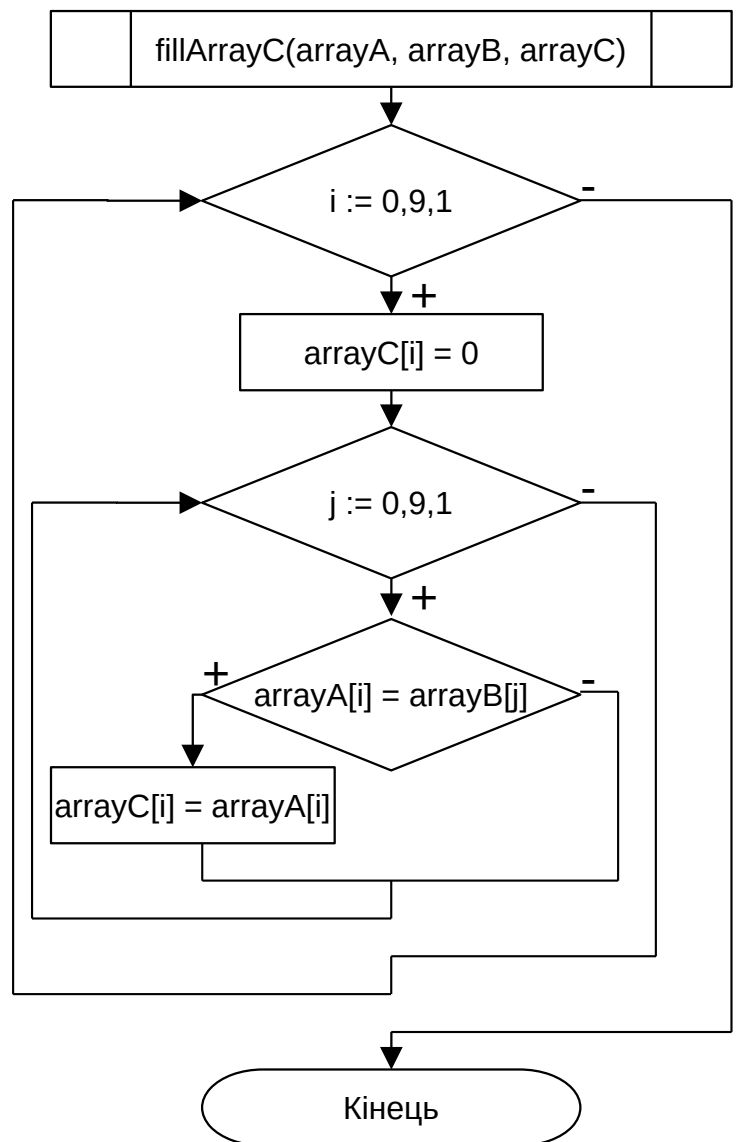 fillArrayC(arrayA, arrayB, arrayC)
i := 0,9,1
-
+
arrayC[i] = 0
j := 0,9,1
-
+
+
arrayA[i] = arrayB[j]
-
arrayC[i] = arrayA[i]
Кінець